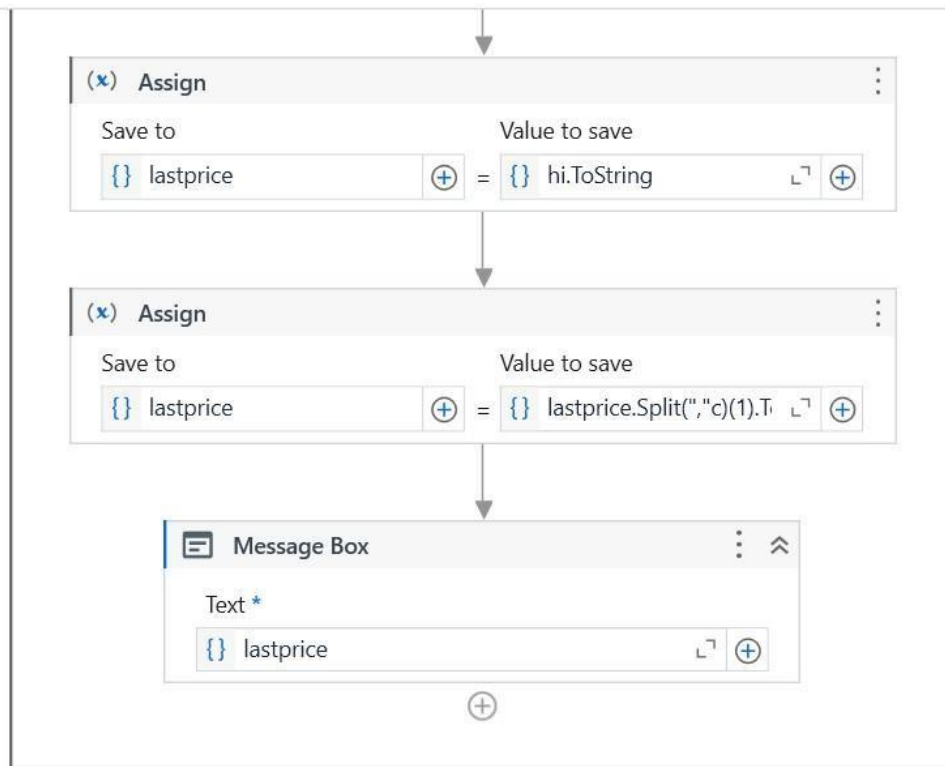 (x) Assign
Save to Value to save
{} lastprice = {} hi.ToString
(x) Assign
Save to Value to save
{} lastprice = {} lastprice.Split(","c)(1).T
Message Box
Text *
{} lastprice